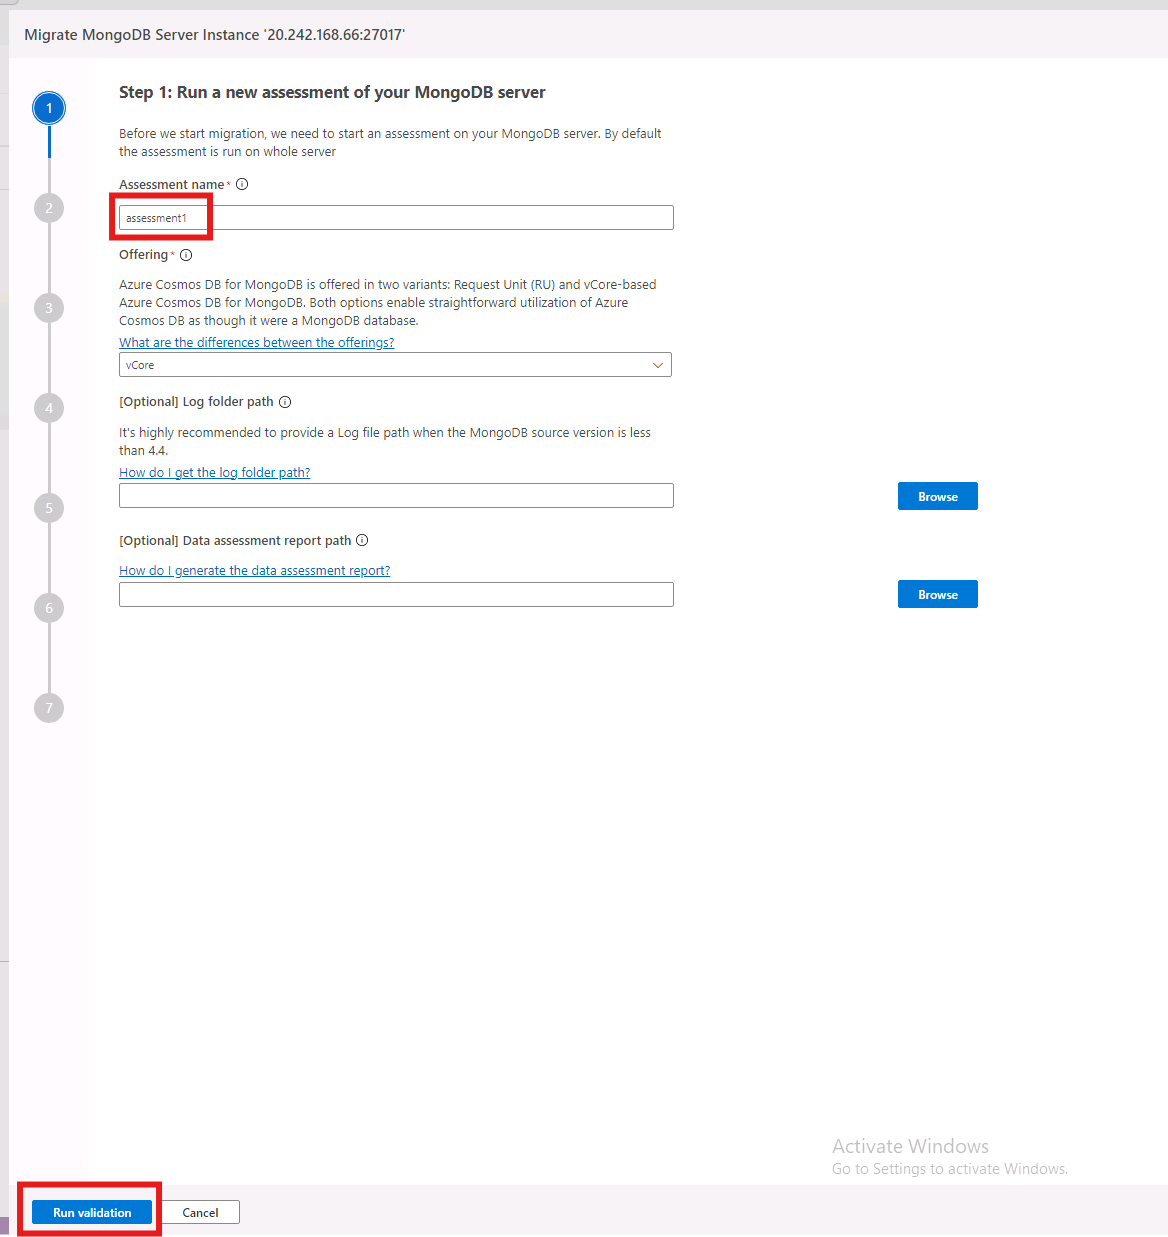 Migrate MongoDB Server Instance '20.242.168.66:27017'
1
2
3
4
5
6
7
Step 1: Run a new assessment of your MongoDB server
Before we start migration, we need to start an assessment on your MongoDB server. By default
the assessment is run on whole server
Assessment name*
assessment1
Offering*
Azure Cosmos DB for MongoDB is offered in two variants: Request Unit (RU) and vCore-based
Azure Cosmos DB for MongoDB. Both options enable straightforward utilization of Azure
Cosmos DB as though it were a MongoDB database.
What are the differences between the offerings?
vCore
[Optional] Log folder path
It's highly recommended to provide a Log file path when the MongoDB source version is less
than 4.4.
How do I get the log folder path?
Browse
[Optional] Data assessment report path
How do I generate the data assessment report?
Browse
Activate Windows
Go to Settings to activate Windows.
Run validation
Cancel